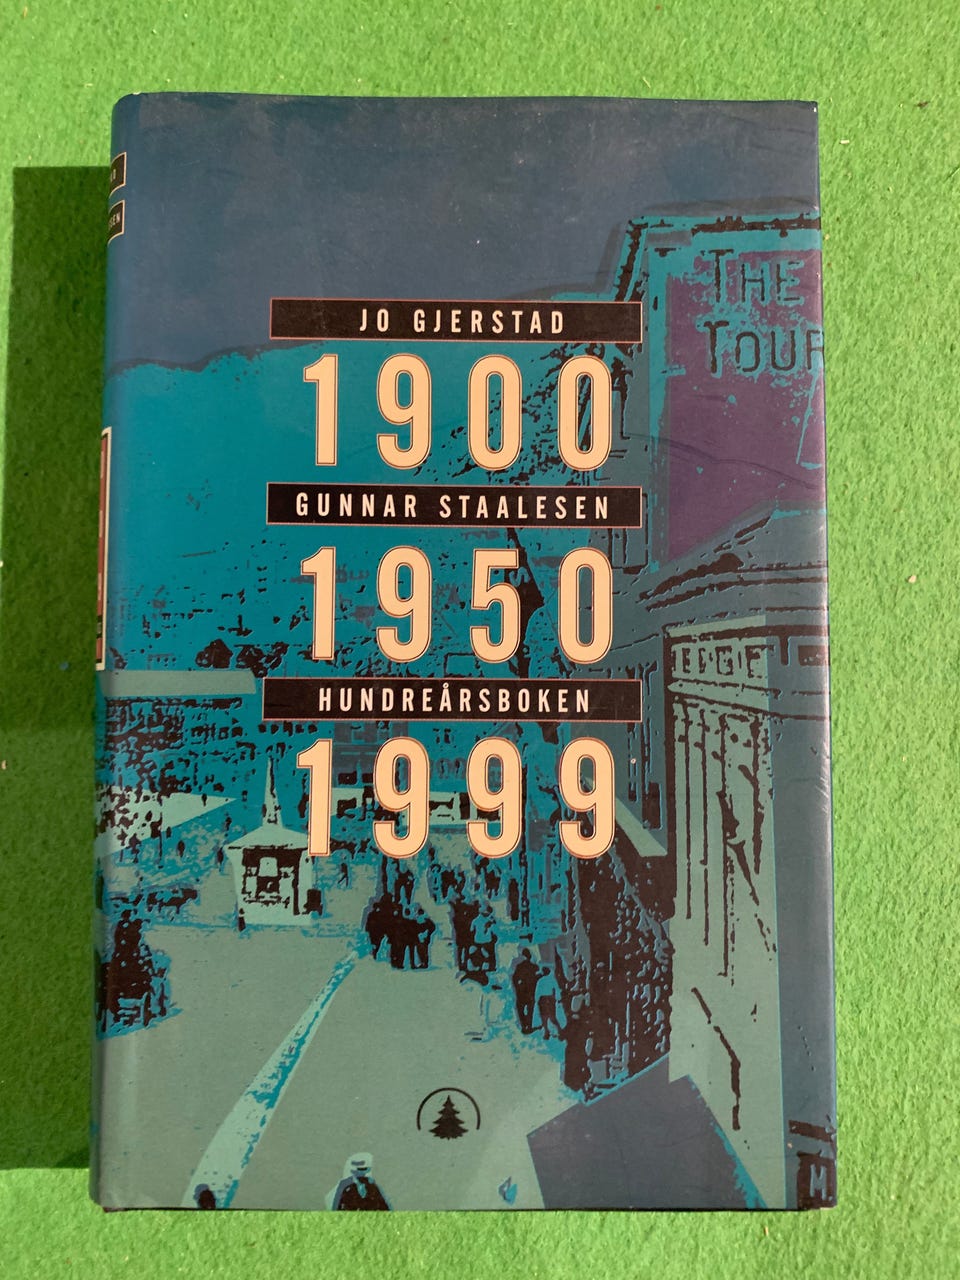 JO GJERSTAD
1900
GUNNAR STAALESEN
1950
HUNDREÅRSBOKEN
1999
THE
TOUR
M.